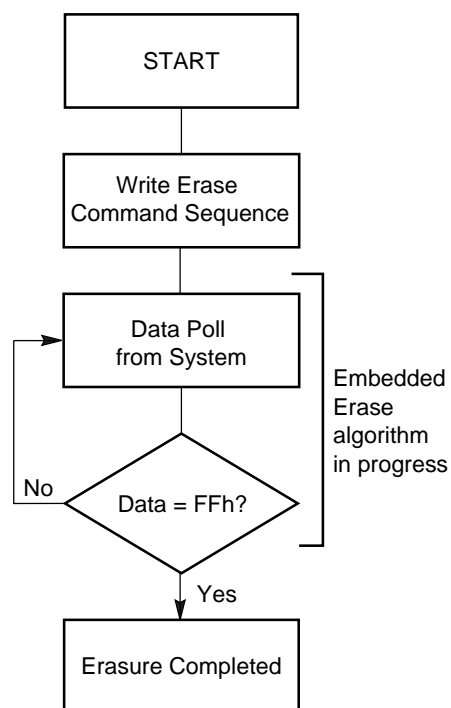 START
Write Erase
Command Sequence
Data Poll
from System
Embedded
Erase
algorithm
in progress
No
Data = FFh?
Yes
Erasure Completed